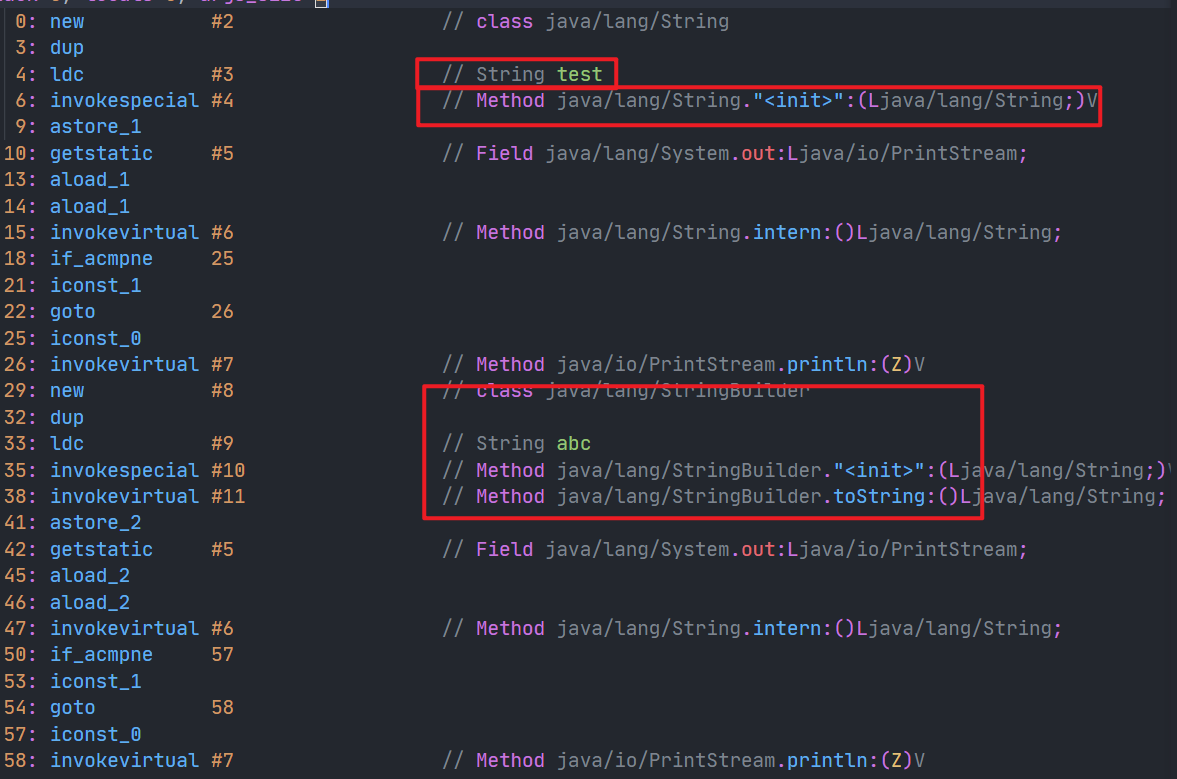 0: new #2 // class java/lang/String
3: dup
4: ldc #3 // String test
6: invokespecial #4 // Method java/lang/String."<init>":(Ljava/lang/String;)V
9: astore_1
10: getstatic #5 // Field java/lang/System.out:Ljava/io/PrintStream;
13: aload_1
14: aload_1
15: invokevirtual #6 // Method java/lang/String.intern:()Ljava/lang/String;
18: if_acmpne 25
21: iconst_1
22: goto 26
25: iconst_0
26: invokevirtual #7 // Method java/io/PrintStream.println:(Z)V
29: new #8 // class java/lang/StringBuilder
32: dup
33: ldc #9 // String abc
35: invokespecial #10 // Method java/lang/StringBuilder."<init>":(Ljava/lang/String;)
38: invokevirtual #11 // Method java/lang/StringBuilder.toString:()Ljava/lang/String;
41: astore_2
42: getstatic #5 // Field java/lang/System.out:Ljava/io/PrintStream;
45: aload_2
46: aload_2
47: invokevirtual #6 // Method java/lang/String.intern:()Ljava/lang/String;
50: if_acmpne 57
53: iconst_1
54: goto 58
57: iconst_0
58: invokevirtual #7 // Method java/io/PrintStream.println:(Z)V